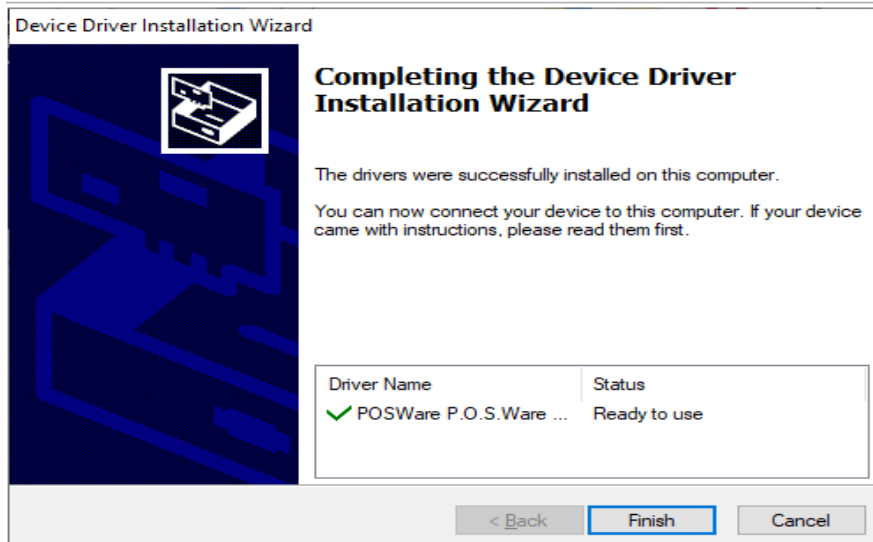 Device Driver Installation Wizard
Completing the Device Driver
Installation Wizard
The drivers were successfully installed on this computer.
You can now connect your device to this computer. If your device
came with instructions, please read them first.
Driver Name Status
POSWare P.O.S.Ware ... Ready to use
< Back Finish Cancel